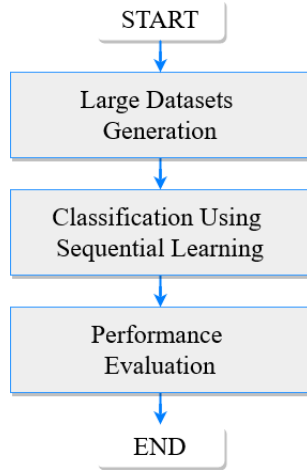 START
Large Datasets
Generation
Classification Using
Sequential Learning
Performance
Evaluation
END